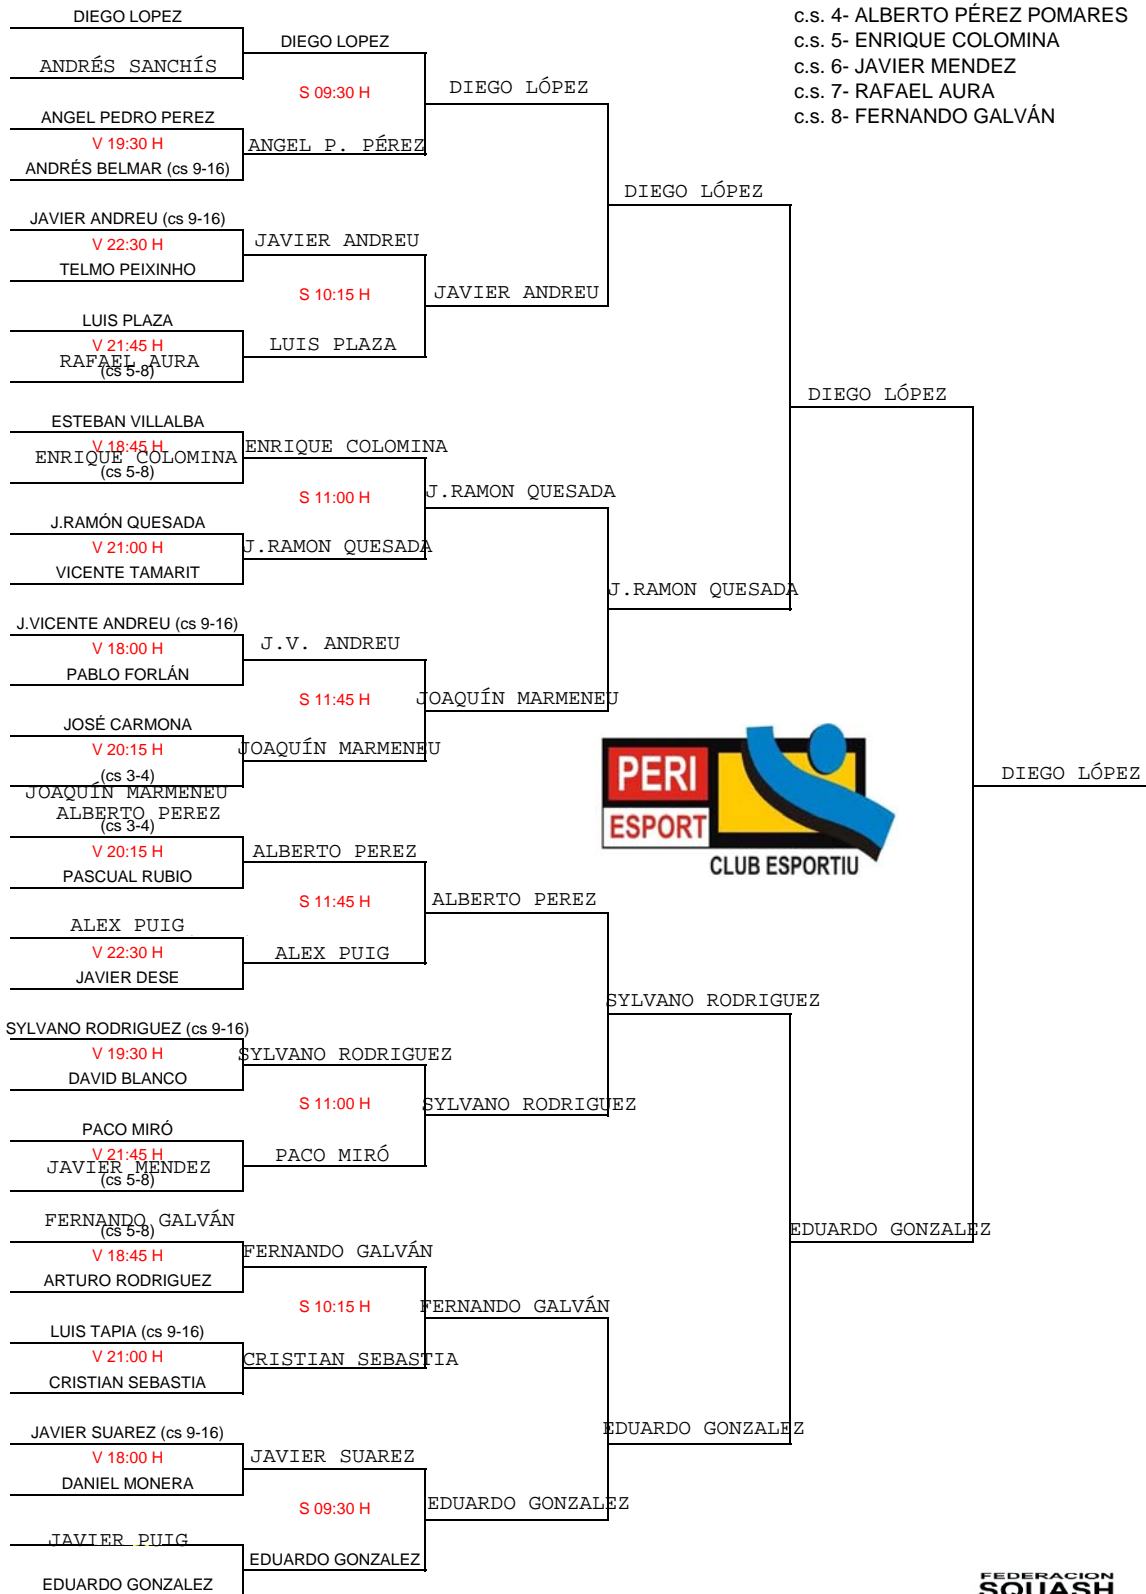 c.s. 4- ALBERTO PÉREZ POMARES
c.s. 5- ENRIQUE COLOMINA
c.s. 6- JAVIER MENDEZ
c.s. 7- RAFAEL AURA
c.s. 8- FERNANDO GALVÁN
DIEGO LOPEZ
ANDRÉS SANCHÍS
ANGEL PEDRO PEREZ
V 19:30 H
ANDRÉS BELMAR (cs 9-16)
JAVIER ANDREU (cs 9-16)
V 22:30 H
TELMO PEIXINHO
LUIS PLAZA
V 21:45 H
RAFAEL AURA
(cs 5-8)
ESTEBAN VILLALBA
V 18:45 H
ENRIQUE COLOMINA
(cs 5-8)
J.RAMÓN QUESADA
V 21:00 H
VICENTE TAMARIT
J.VICENTE ANDREU (cs 9-16)
V 18:00 H
PABLO FORLÁN
JOSÉ CARMONA
V 20:15 H
(cs 3-4)
JOAQUÍN MARMENEU
ALBERTO PEREZ
(cs 3-4)
V 20:15 H
PASCUAL RUBIO
ALEX PUIG
V 22:30 H
JAVIER DESE
SYLVANO RODRIGUEZ (cs 9-16)
V 19:30 H
DAVID BLANCO
PACO MIRÓ
V 21:45 H
JAVIER MENDEZ
(cs 5-8)
FERNANDO GALVÁN
(cs 5-8)
V 18:45 H
ARTURO RODRIGUEZ
LUIS TAPIA (cs 9-16)
V 21:00 H
CRISTIAN SEBASTIA
JAVIER SUAREZ (cs 9-16)
V 18:00 H
DANIEL MONERA
JAVIER PUIG
EDUARDO GONZALEZ
DIEGO LOPEZ
S 09:30 H
ANGEL P. PÉREZ
JAVIER ANDREU
S 10:15 H
LUIS PLAZA
ENRIQUE COLOMINA
S 11:00 H
J.RAMON QUESADA
J.V. ANDREU
S 11:45 H
JOAQUÍN MARMENEU
ALBERTO PEREZ
S 11:45 H
ALEX PUIG
SYLVANO RODRIGUEZ
S 11:00 H
PACO MIRÓ
FERNANDO GALVÁN
S 10:15 H
CRISTIAN SEBASTIA
JAVIER SUAREZ
S 09:30 H
EDUARDO GONZALEZ
DIEGO LÓPEZ
JAVIER ANDREU
J.RAMON QUESADA
JOAQUÍN MARMENEU
ALBERTO PEREZ
SYLVANO RODRIGUEZ
FERNANDO GALVÁN
EDUARDO GONZALEZ
DIEGO LÓPEZ
J.RAMON QUESADA
SYLVANO RODRIGUEZ
EDUARDO GONZALEZ
DIEGO LÓPEZ
EDUARDO GONZALEZ
DIEGO LÓPEZ
PERI
ESPORT
CLUB ESPORTIU
FEDERACION
SQUASH